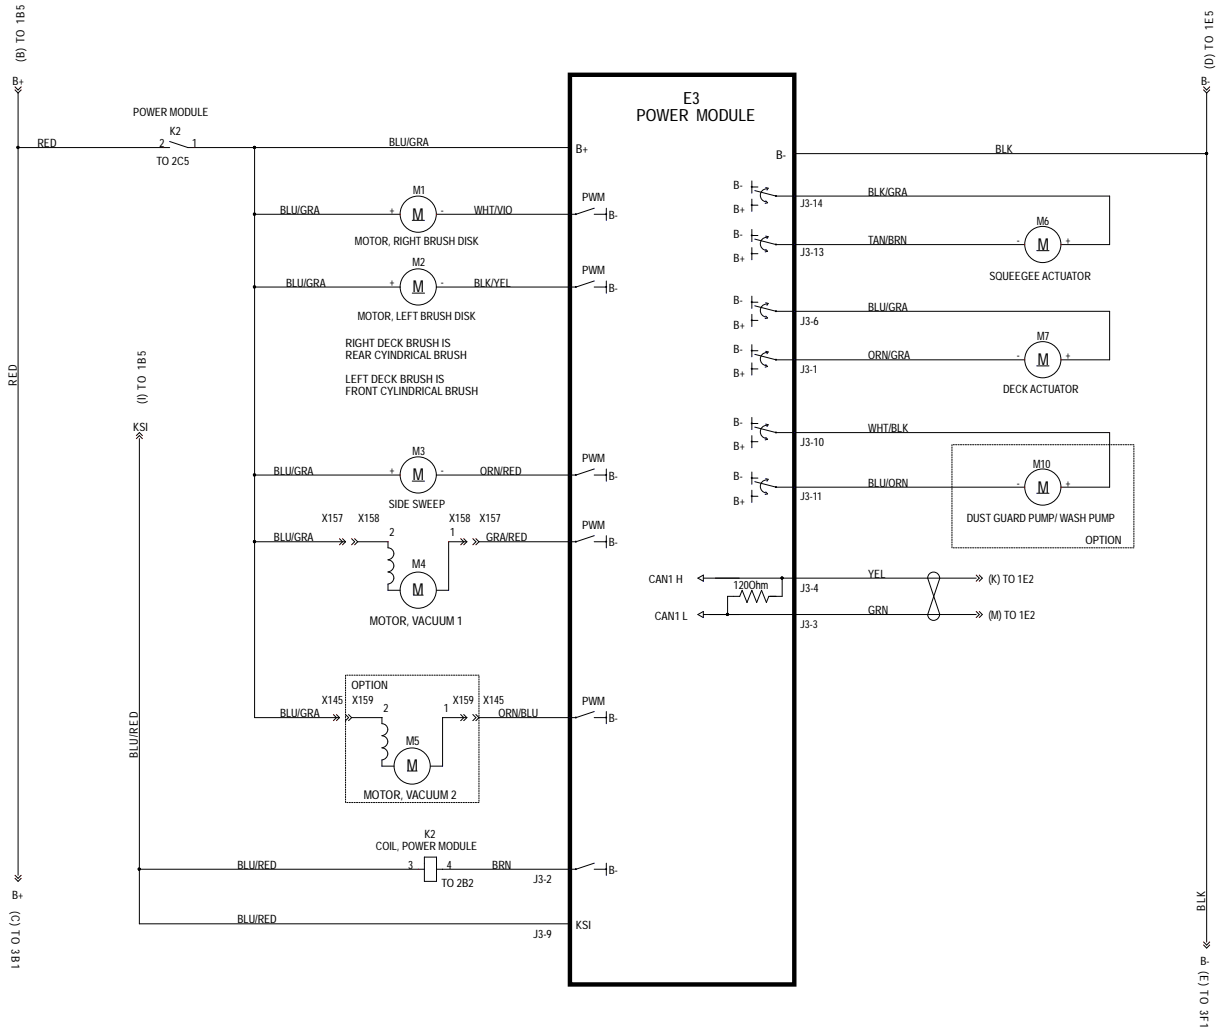 (B) TO 1B5
(D) TO 1E5
B+
B-
E3
POWER MODULE
POWER MODULE
K2
2 1
TO 2C5
RED
BLU/GRA
B+
B-
BLK
M1
BLU/GRA + M - WHT/VIO
MOTOR, RIGHT BRUSH DISK
PWM
B-
M2
BLU/GRA + M - BLK/YEL
MOTOR, LEFT BRUSH DISK
PWM
B-
RIGHT DECK BRUSH IS
REAR CYINDRICAL BRUSH
LEFT DECK BRUSH IS
FRONT CYLINDRICAL BRUSH
RED
(I) TO 1B5
KSI
M3
BLU/GRA + M - ORN/RED
SIDE SWEEP
PWM
B-
X157 X158 2 1 X158 X157
BLU/GRA GRA/RED
M4
M
MOTOR, VACUUM 1
PWM
B-
OPTION
X145 X159 2 1 X159 X145
BLU/GRA ORN/BLU
M5
M
MOTOR, VACUUM 2
PWM
B-
BLU/RED
K2
COIL, POWER MODULE
BLU/RED 3 4 BRN
TO 2B2
J3-2
B-
BLU/RED
J3-9
KSI
B- B+
BLK/GRA
J3-14
B- B+
TAN/BRN
J3-13
M6
- M +
SQUEEGEE ACTUATOR
B- B+
BLU/GRA
J3-6
B- B+
ORN/GRA
J3-1
M7
- M +
DECK ACTUATOR
B- B+
WHT/BLK
J3-10
B- B+
BLU/ORN
J3-11
M10
- M +
DUST GUARD PUMP/ WASH PUMP
OPTION
CAN1 H
120Ohm
YEL
J3-4
(K) TO 1E2
CAN1 L
GRN
J3-3
(M) TO 1E2
B+
(C) TO 3B1
BLK
B-
(E) TO 3F1